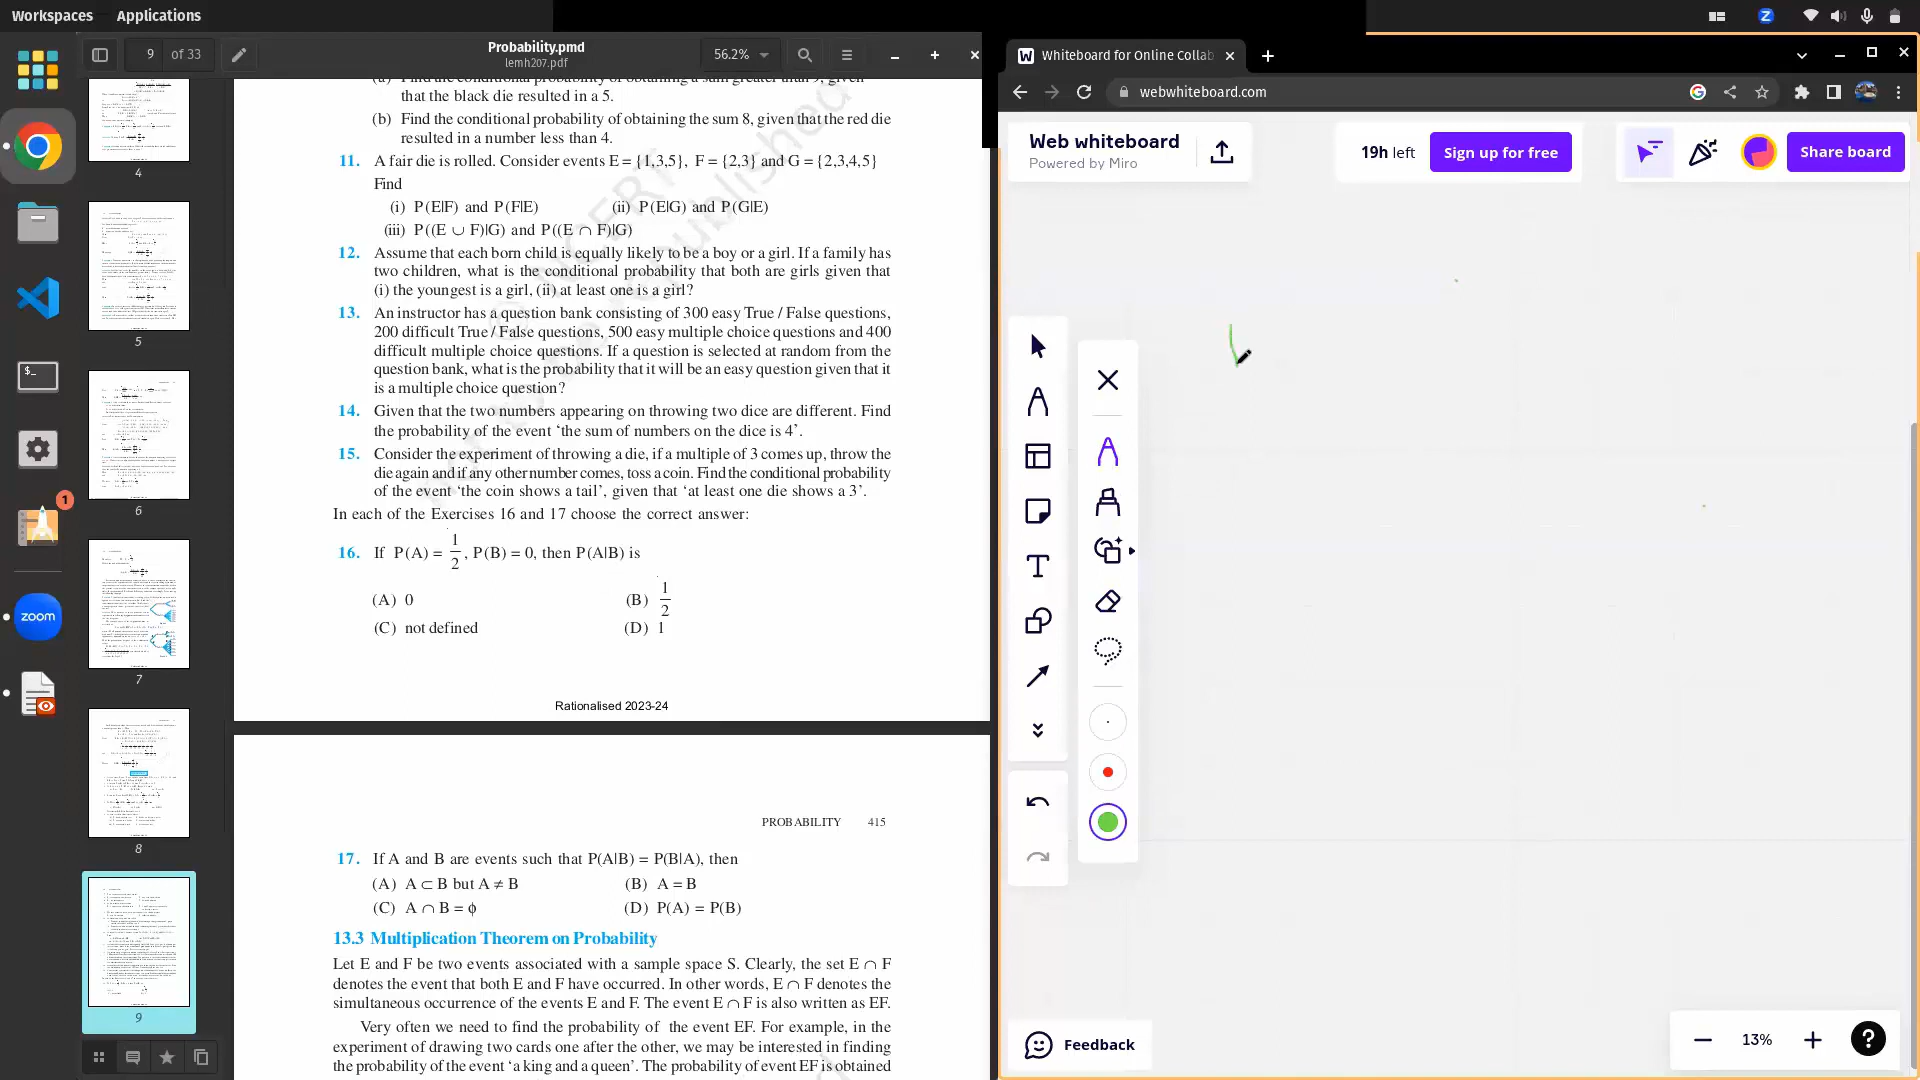 Workspaces Applications
9 of 33
Probability.pmd
lemh207.pdf
56.2%
4
5
6
7
8
9
1
zoom
that the black die resulted in a 5.
(b) Find the conditional probability of obtaining the sum 8, given that the red die
resulted in a number less than 4.
11. A fair die is rolled. Consider events E = {1,3,5}, F = {2,3} and G = {2,3,4,5}
Find
(i) P(E|F) and P(F|E) (ii) P(E|G) and P(G|E)
(iii) P((E ∪ F)|G) and P((E ∩ F)|G)
12. Assume that each born child is equally likely to be a boy or a girl. If a family has
two children, what is the conditional probability that both are girls given that
(i) the youngest is a girl, (ii) at least one is a girl?
13. An instructor has a question bank consisting of 300 easy True / False questions,
200 difficult True / False questions, 500 easy multiple choice questions and 400
difficult multiple choice questions. If a question is selected at random from the
question bank, what is the probability that it will be an easy question given that it
is a multiple choice question?
14. Given that the two numbers appearing on throwing two dice are different. Find
the probability of the event ‘the sum of numbers on the dice is 4’.
15. Consider the experiment of throwing a die, if a multiple of 3 comes up, throw the
die again and if any other number comes, toss a coin. Find the conditional probability
of the event ‘the coin shows a tail’, given that ‘at least one die shows a 3’.
In each of the Exercises 16 and 17 choose the correct answer:
16. If P(A) = 1/2, P(B) = 0, then P(A|B) is
(A) 0 (B) 1/2
(C) not defined (D) 1
Rationalised 2023-24
PROBABILITY 415
17. If A and B are events such that P(A|B) = P(B|A), then
(A) A ⊂ B but A ≠ B (B) A = B
(C) A ∩ B = ϕ (D) P(A) = P(B)
13.3 Multiplication Theorem on Probability
Let E and F be two events associated with a sample space S. Clearly, the set E ∩ F
denotes the event that both E and F have occurred. In other words, E ∩ F denotes the
simultaneous occurrence of the events E and F. The event E ∩ F is also written as EF.
Very often we need to find the probability of the event EF. For example, in the
experiment of drawing two cards one after the other, we may be interested in finding
the probability of the event ‘a king and a queen’. The probability of event EF is obtained
Whiteboard for Online Collab
webwhiteboard.com
Web whiteboard
Powered by Miro
19h left
Sign up for free
Share board
Feedback
13%